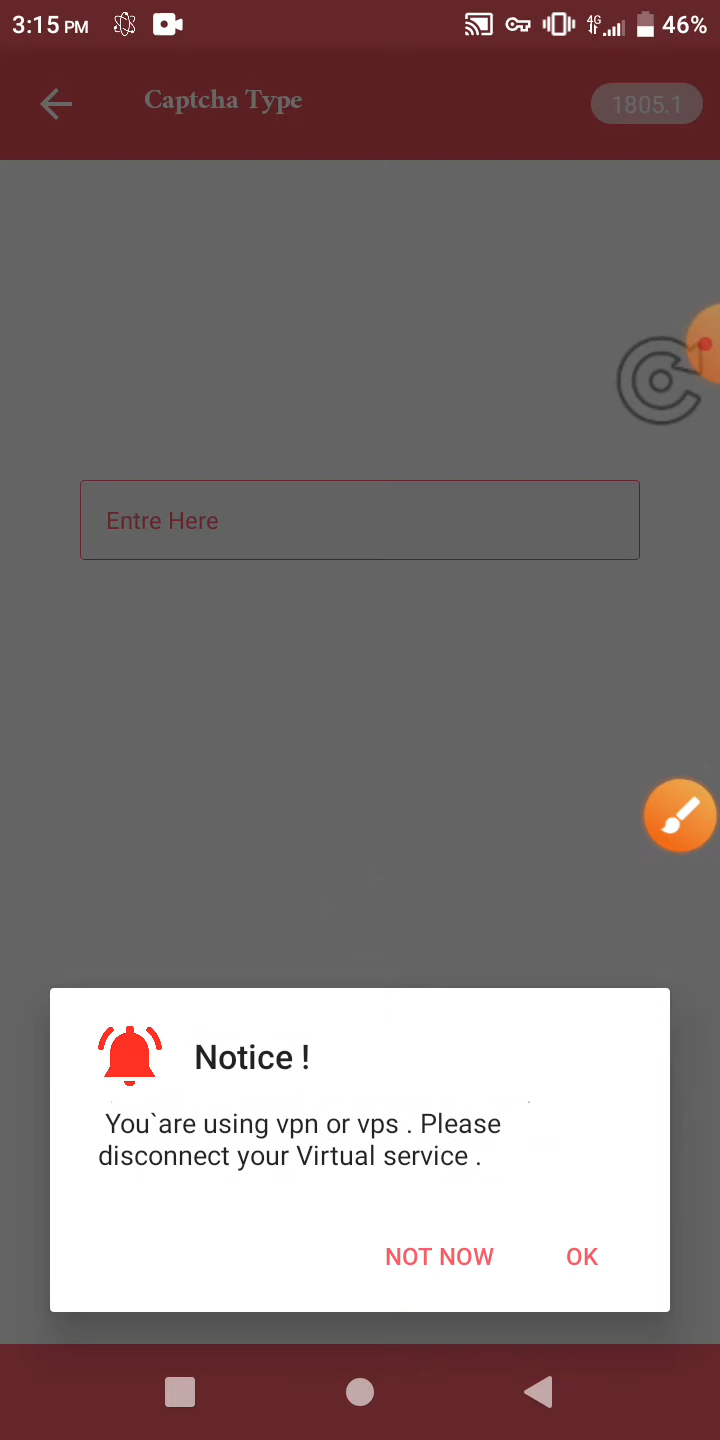 3:15 PM 4G 46%
Captcha Type 1805.1
Entre Here
Notice !
You`are using vpn or vps . Please
disconnect your Virtual service .
NOT NOW OK